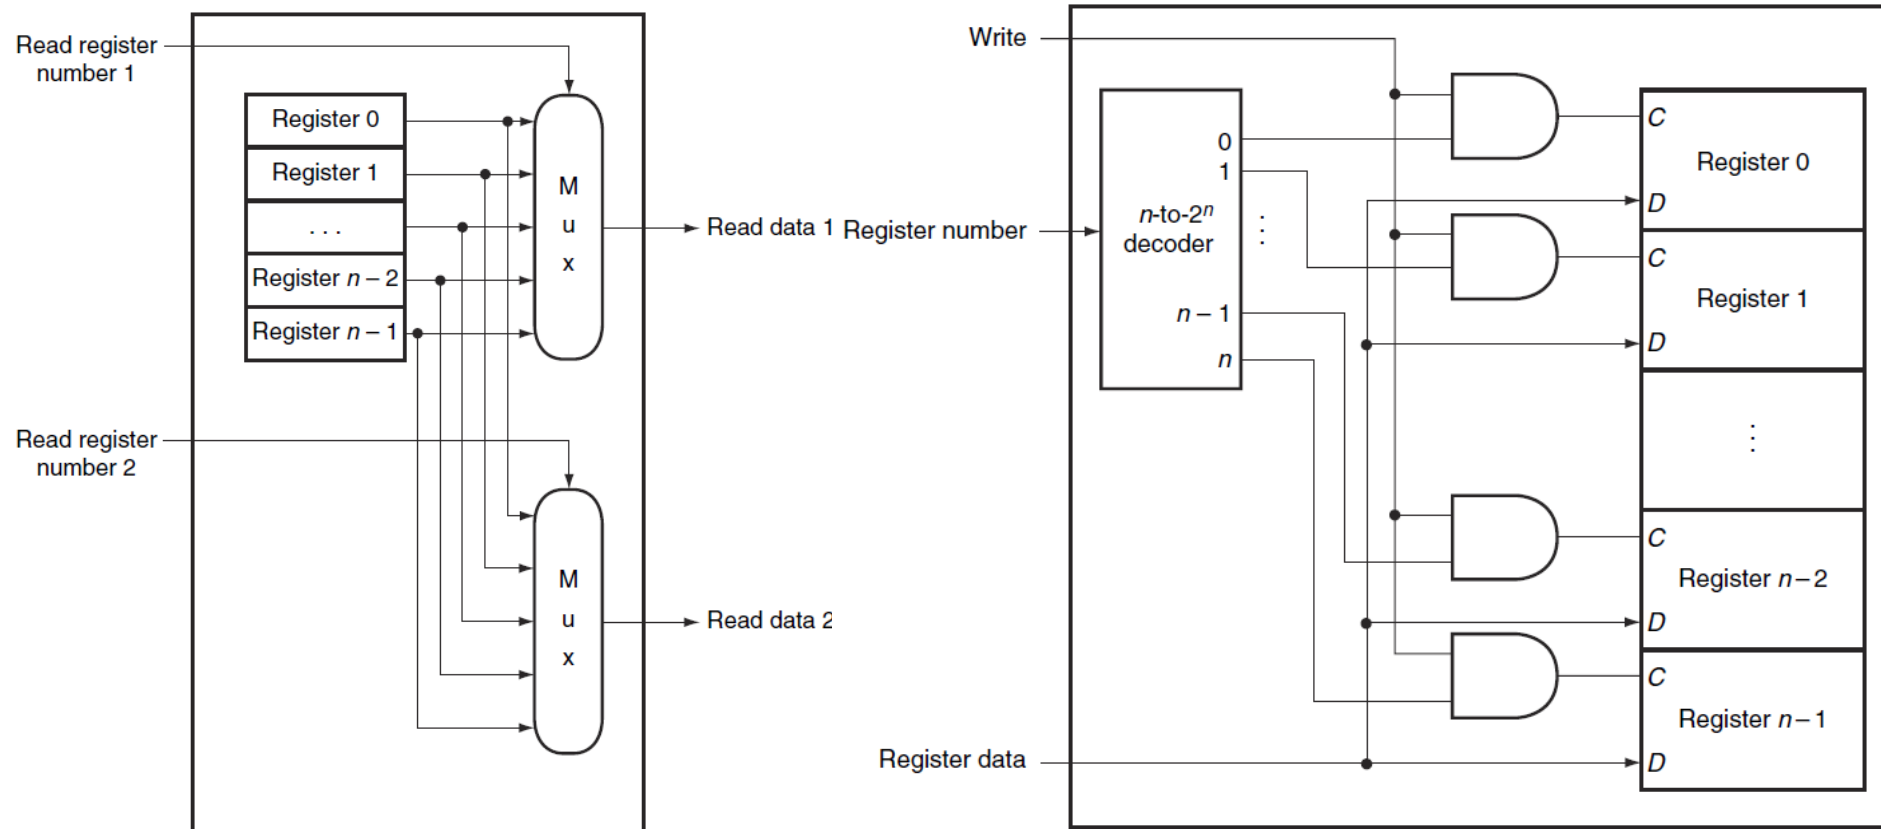 Read register
number 1
Register 0
Register 1
. . .
Register n – 2
Register n – 1
M
u
x
Read data 1
Read register
number 2
M
u
x
Read data 2
Write
0
1
⋮
n-to-2ⁿ
decoder
Register number
n – 1
n
Register data
C
Register 0
D
C
Register 1
D
⋮
C
Register n – 2
D
C
Register n – 1
D